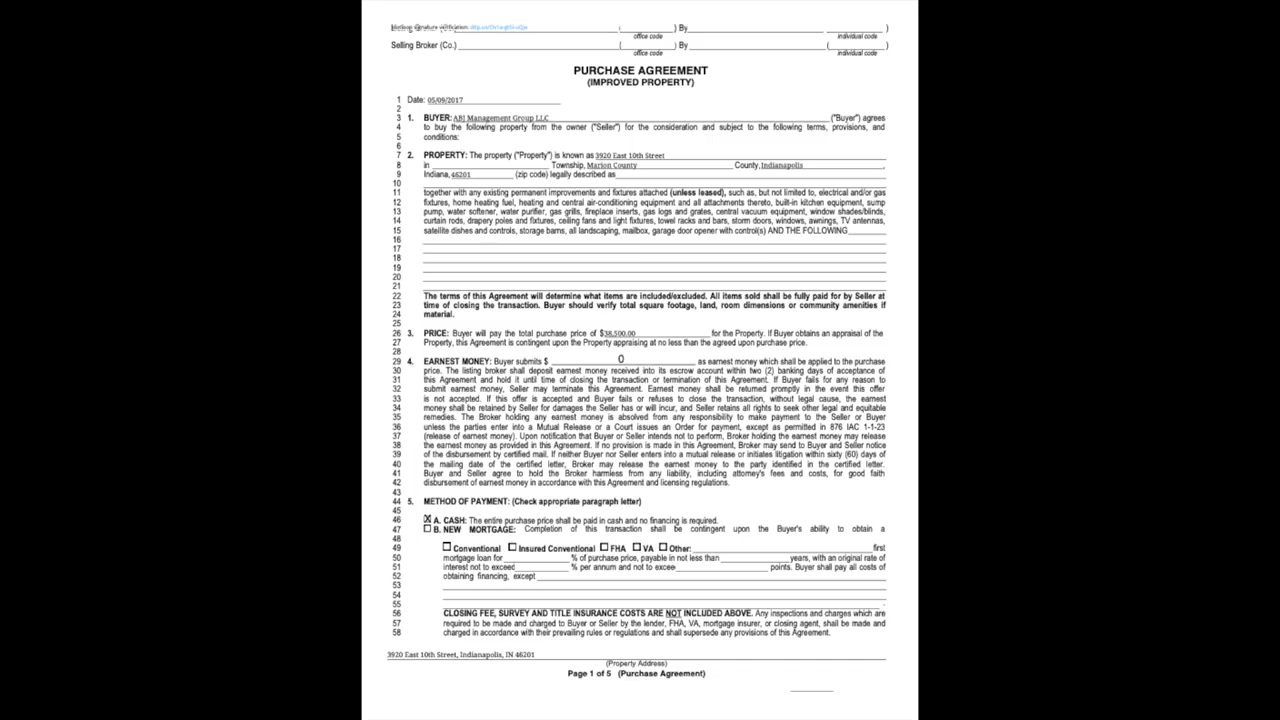 Selling Broker (Co.) ( ) By ( )
office code individual code
PURCHASE AGREEMENT
(IMPROVED PROPERTY)
1 Date: 05/09/2017
2
3 1. BUYER: ABJ Management Group LLC ("Buyer") agrees
4 to buy the following property from the owner ("Seller") for the consideration and subject to the following terms, provisions, and
5 conditions:
6
7 2. PROPERTY: The property ("Property") is known as 3920 East 10th Street
8 in Township, Marion County County, Indianapolis,
9 Indiana, 46201 (zip code) legally described as
10
11 together with any existing permanent improvements and fixtures attached (unless leased), such as, but not limited to, electrical and/or gas
12 fixtures, home heating fuel, heating and central air-conditioning equipment and all attachments thereto, built-in kitchen equipment, sump
13 pump, water softener, water purifier, gas grills, fireplace inserts, gas logs and grates, central vacuum equipment, window shades/blinds,
14 curtain rods, drapery poles and fixtures, ceiling fans and light fixtures, towel racks and bars, storm doors, windows, awnings, TV antennas,
15 satellite dishes and controls, storage barns, all landscaping, mailbox, garage door opener with control(s) AND THE FOLLOWING
16
17
18
19
20
21
22 The terms of this Agreement will determine what items are included/excluded. All items sold shall be fully paid for by Seller at
23 time of closing the transaction. Buyer should verify total square footage, land, room dimensions or community amenities if
24 material.
25
26 3. PRICE: Buyer will pay the total purchase price of $38,500.00 for the Property. If Buyer obtains an appraisal of the
27 Property, this Agreement is contingent upon the Property appraising at no less than the agreed upon purchase price.
28
29 4. EARNEST MONEY: Buyer submits $ 0 as earnest money which shall be applied to the purchase
30 price. The listing broker shall deposit earnest money received into its escrow account within two (2) banking days of acceptance of
31 this Agreement and hold it until time of closing the transaction or termination of this Agreement. If Buyer fails for any reason to
32 submit earnest money, Seller may terminate this Agreement. Earnest money shall be returned promptly in the event this offer
33 is not accepted. If this offer is accepted and Buyer fails or refuses to close the transaction, without legal cause, the earnest
34 money shall be retained by Seller for damages the Seller has or will incur, and Seller retains all rights to seek other legal and equitable
35 remedies. The Broker holding any earnest money is absolved from any responsibility to make payment to the Seller or Buyer
36 unless the parties enter into a Mutual Release or a Court issues an Order for payment, except as permitted in 876 IAC 1-1-23
37 (release of earnest money). Upon notification that Buyer or Seller intends not to perform, Broker holding the earnest money may release
38 the earnest money as provided in this Agreement. If no provision is made in this Agreement, Broker may send to Buyer and Seller notice
39 of the disbursement by certified mail. If neither Buyer nor Seller enters into a mutual release or initiates litigation within sixty (60) days of
40 the mailing date of the certified letter, Broker may release the earnest money to the party identified in the certified letter.
41 Buyer and Seller agree to hold the Broker harmless from any liability, including attorney's fees and costs, for good faith
42 disbursement of earnest money in accordance with this Agreement and licensing regulations.
43
44 5. METHOD OF PAYMENT: (Check appropriate paragraph letter)
45
46 X A. CASH: The entire purchase price shall be paid in cash and no financing is required.
47 B. NEW MORTGAGE: Completion of this transaction shall be contingent upon the Buyer's ability to obtain a
48
49 Conventional Insured Conventional FHA VA Other: first
50 mortgage loan for % of purchase price, payable in not less than years, with an original rate of
51 interest not to exceed % per annum and not to excee points. Buyer shall pay all costs of
52 obtaining financing, except
53
54
55 .
56 CLOSING FEE, SURVEY AND TITLE INSURANCE COSTS ARE NOT INCLUDED ABOVE. Any inspections and charges which are
57 required to be made and charged to Buyer or Seller by the lender, FHA, VA, mortgage insurer, or closing agent, shall be made and
58 charged in accordance with their prevailing rules or regulations and shall supersede any provisions of this Agreement.
3920 East 10th Street, Indianapolis, IN 46201
(Property Address)
Page 1 of 5 (Purchase Agreement)